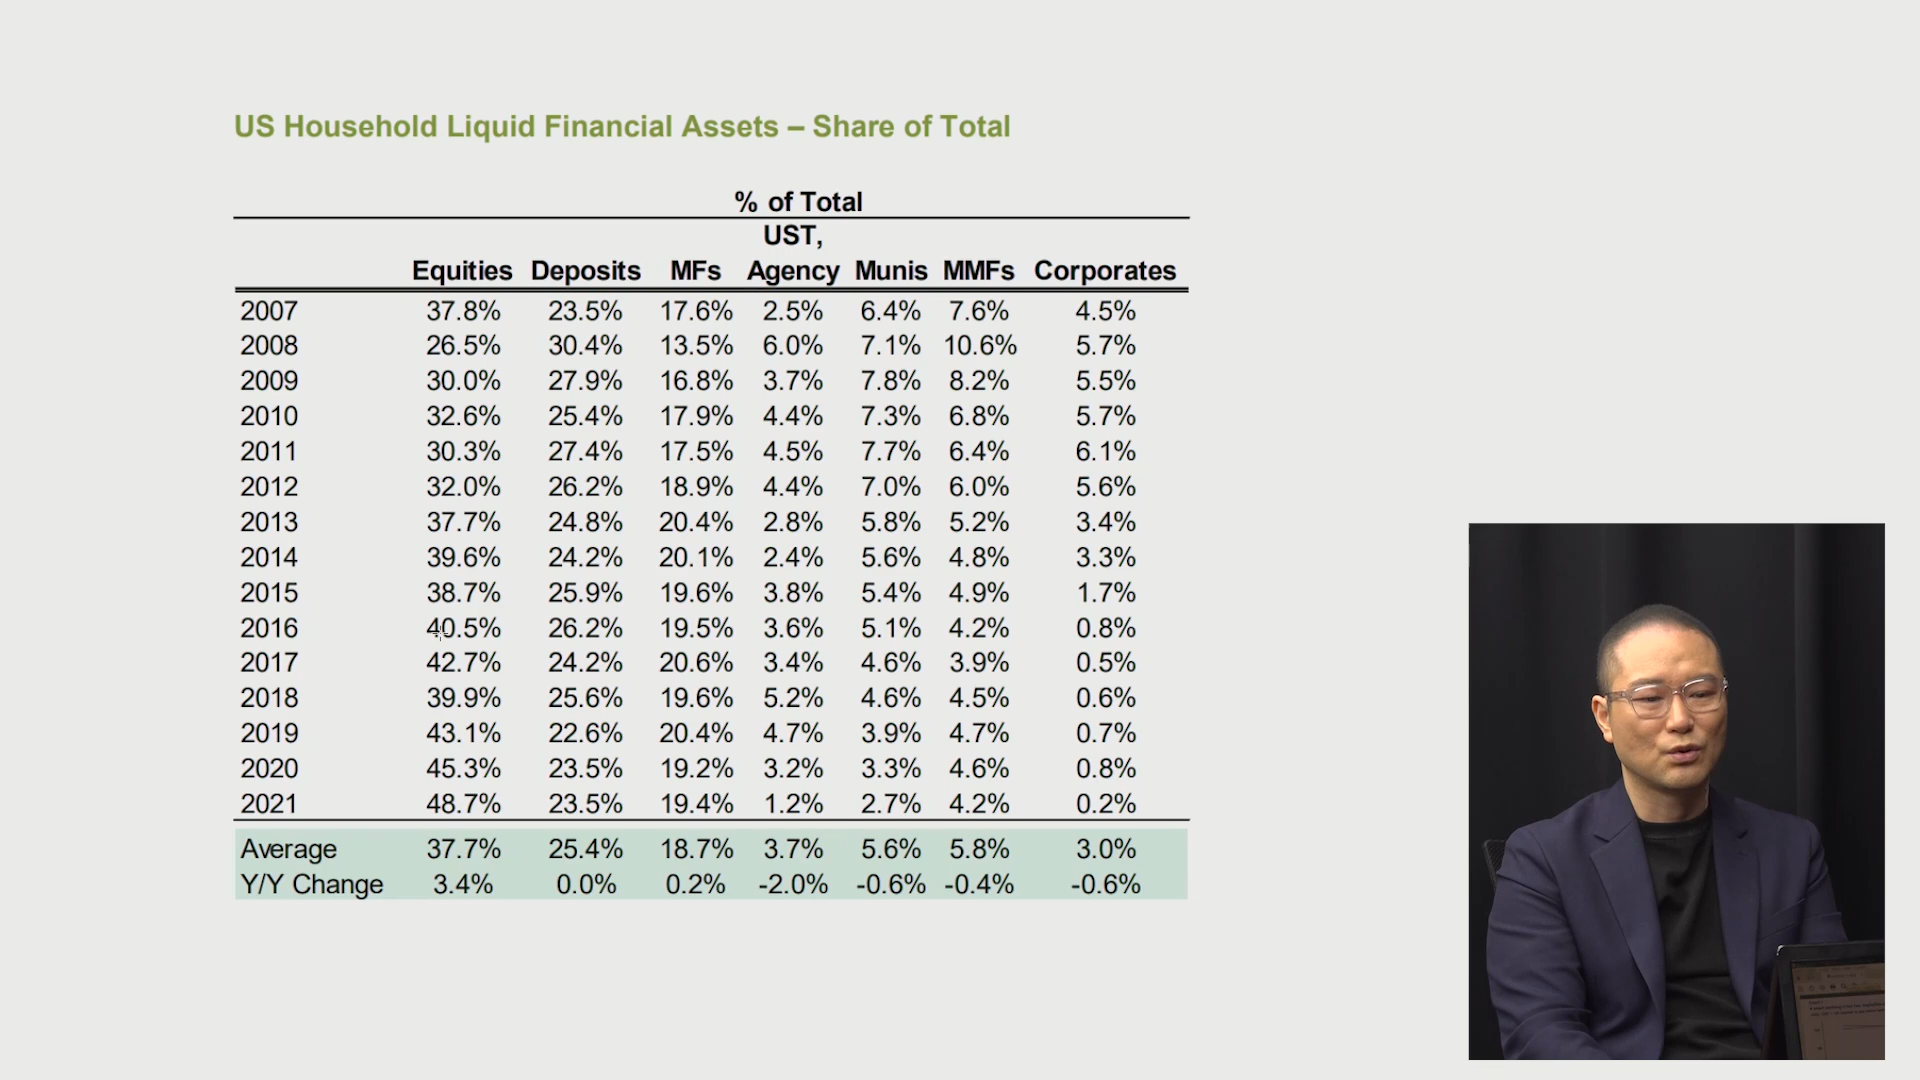 US Household Liquid Financial Assets – Share of Total
% of Total
UST,
Equities Deposits MFs Agency Munis MMFs Corporates
2007 37.8% 23.5% 17.6% 2.5% 6.4% 7.6% 4.5%
2008 26.5% 30.4% 13.5% 6.0% 7.1% 10.6% 5.7%
2009 30.0% 27.9% 16.8% 3.7% 7.8% 8.2% 5.5%
2010 32.6% 25.4% 17.9% 4.4% 7.3% 6.8% 5.7%
2011 30.3% 27.4% 17.5% 4.5% 7.7% 6.4% 6.1%
2012 32.0% 26.2% 18.9% 4.4% 7.0% 6.0% 5.6%
2013 37.7% 24.8% 20.4% 2.8% 5.8% 5.2% 3.4%
2014 39.6% 24.2% 20.1% 2.4% 5.6% 4.8% 3.3%
2015 38.7% 25.9% 19.6% 3.8% 5.4% 4.9% 1.7%
2016 40.5% 26.2% 19.5% 3.6% 5.1% 4.2% 0.8%
2017 42.7% 24.2% 20.6% 3.4% 4.6% 3.9% 0.5%
2018 39.9% 25.6% 19.6% 5.2% 4.6% 4.5% 0.6%
2019 43.1% 22.6% 20.4% 4.7% 3.9% 4.7% 0.7%
2020 45.3% 23.5% 19.2% 3.2% 3.3% 4.6% 0.8%
2021 48.7% 23.5% 19.4% 1.2% 2.7% 4.2% 0.2%
Average 37.7% 25.4% 18.7% 3.7% 5.6% 5.8% 3.0%
Y/Y Change 3.4% 0.0% 0.2% -2.0% -0.6% -0.4% -0.6%